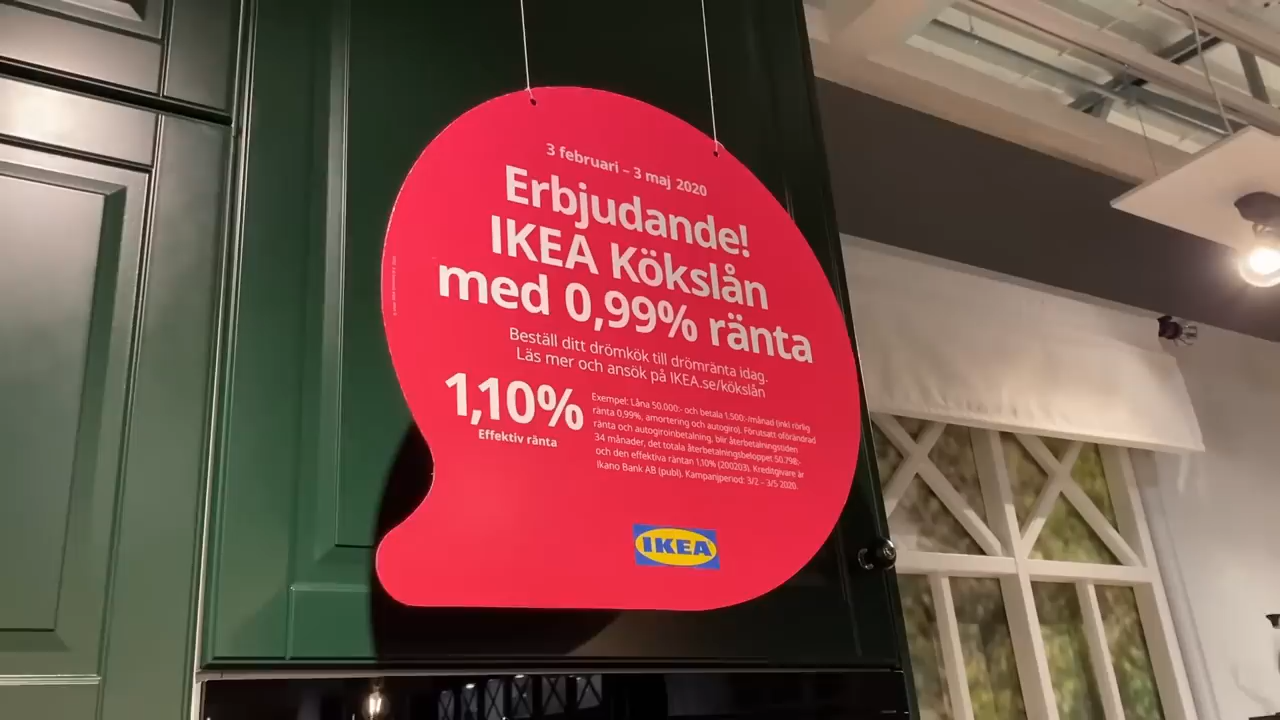 3 februari – 3 maj 2020
Erbjudande!
IKEA Kökslån
med 0,99% ränta
Beställ ditt drömkök till drömränta idag.
Läs mer och ansök på IKEA.se/kökslån
1,10%
Effektiv ränta
Exempel: Låna 50.000:- och betala 1.500:-/månad (inkl rörlig
ränta 0,99%, amortering och autogiro). Förutsatt oförändrad
ränta och autogiroinbetalning, blir återbetalningstiden
34 månader, det totala återbetalningsbeloppet 50.798:-
och den effektiva räntan 1,10% (200203). Kreditgivare är
Ikano Bank AB (publ). Kampanjperiod: 3/2 – 3/5 2020.
IKEA